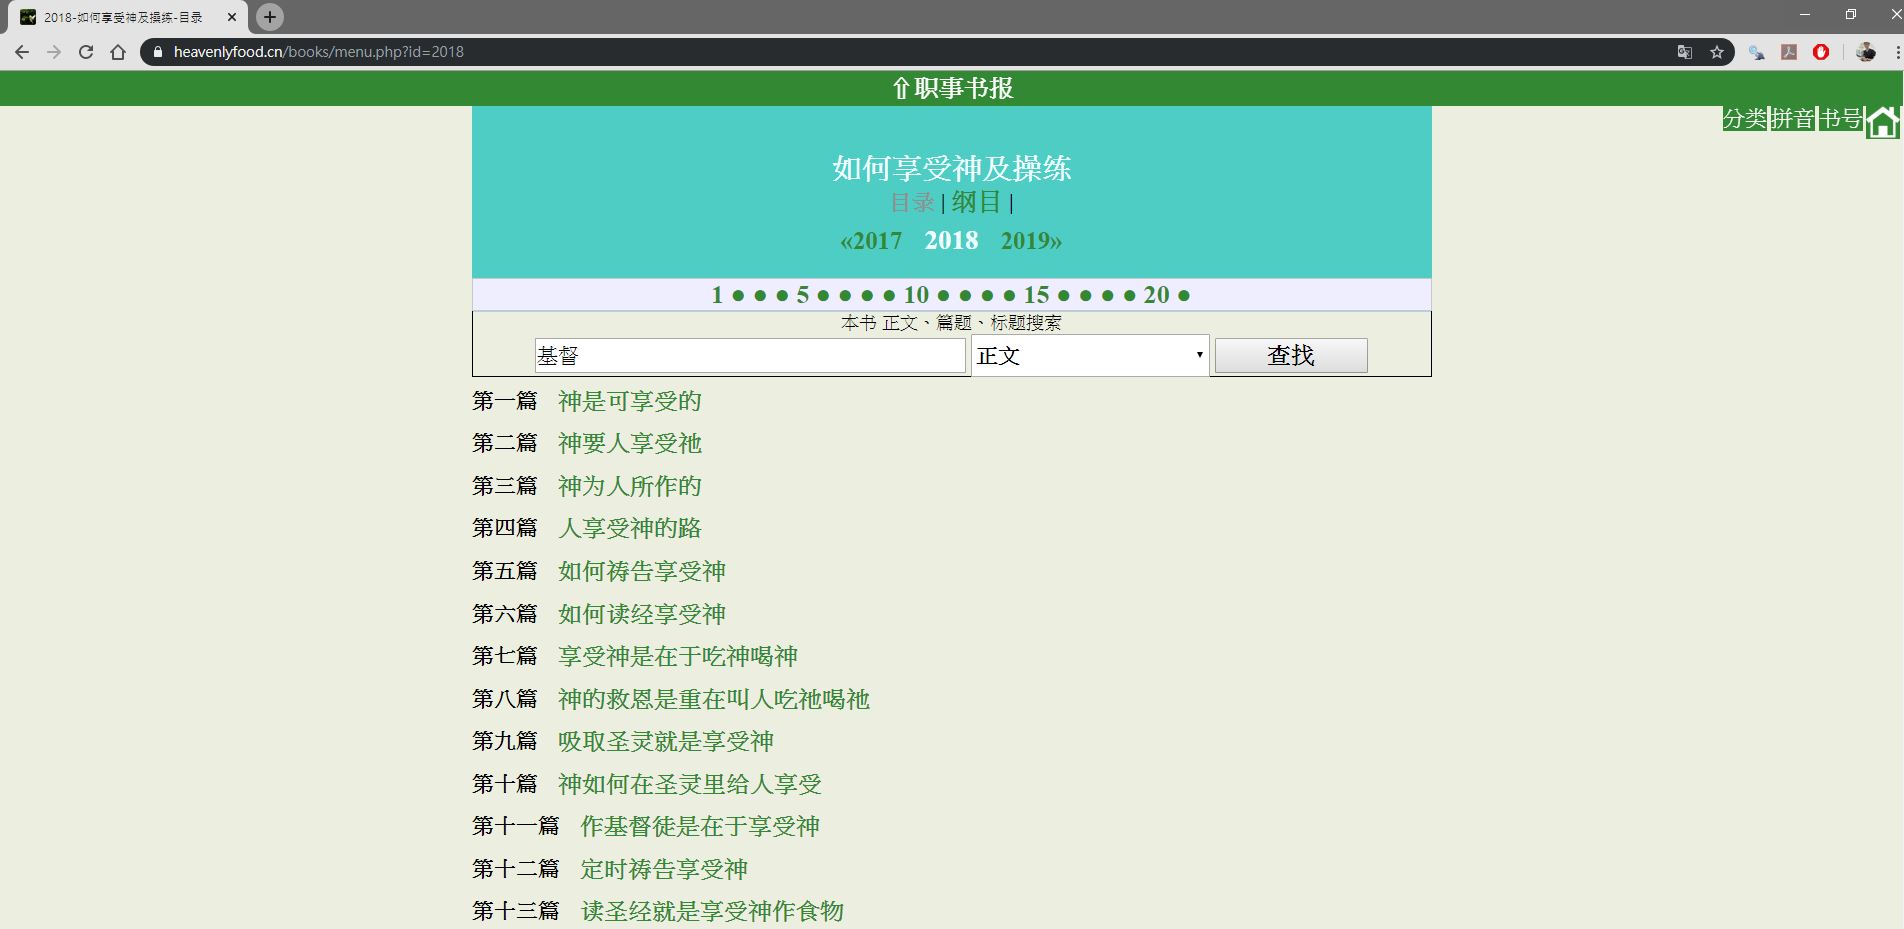 2018-如何享受神及操练-目录
heavenlyfood.cn/books/menu.php?id=2018
⇧职事书报
分类 拼音 书号
如何享受神及操练
目录 | 纲目 |
«2017 2018 2019»
1 ● ● ● 5 ● ● ● ● 10 ● ● ● ● 15 ● ● ● ● 20 ●
本书 正文、篇题、标题搜索
基督 正文 查找
第一篇 神是可享受的
第二篇 神要人享受祂
第三篇 神为人所作的
第四篇 人享受神的路
第五篇 如何祷告享受神
第六篇 如何读经享受神
第七篇 享受神是在于吃神喝神
第八篇 神的救恩是重在叫人吃祂喝祂
第九篇 吸取圣灵就是享受神
第十篇 神如何在圣灵里给人享受
第十一篇 作基督徒是在于享受神
第十二篇 定时祷告享受神
第十三篇 读圣经就是享受神作食物